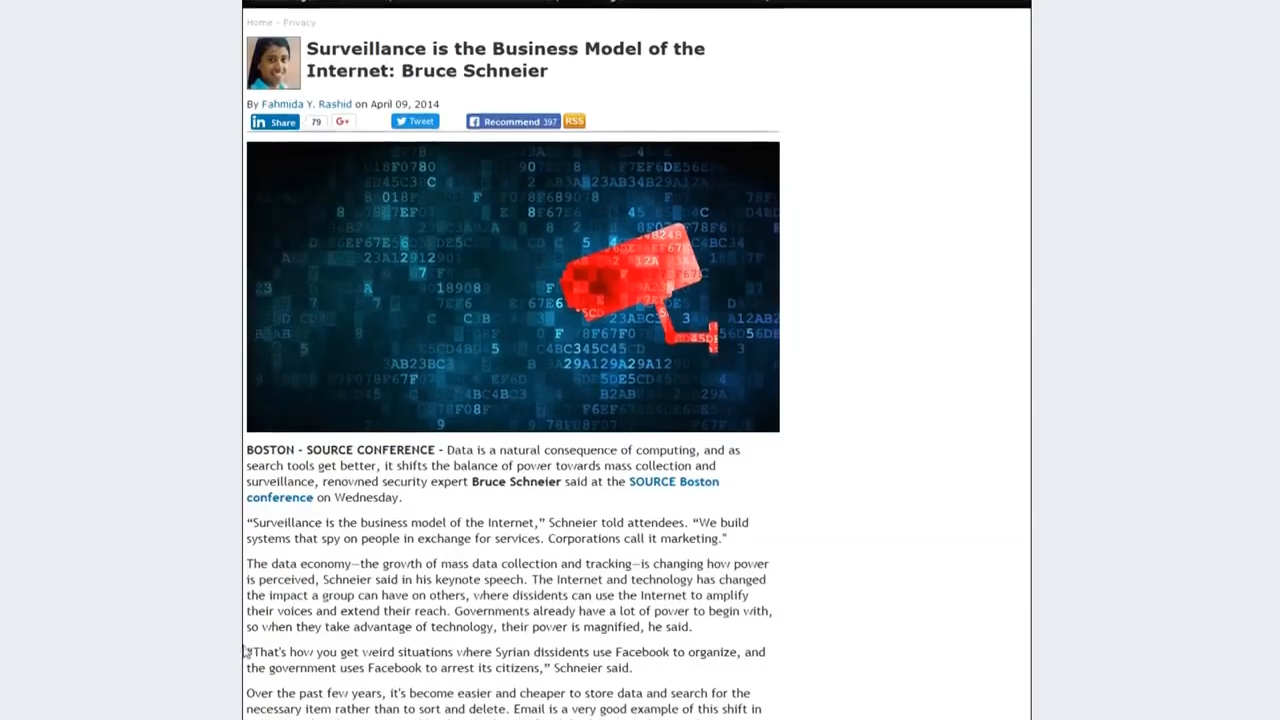 Home › Privacy
Surveillance is the Business Model of the
Internet: Bruce Schneier
By Fahmida Y. Rashid on April 09, 2014
in Share 79 G+ Tweet Recommend 397 RSS
BOSTON - SOURCE CONFERENCE - Data is a natural consequence of computing, and as
search tools get better, it shifts the balance of power towards mass collection and
surveillance, renowned security expert Bruce Schneier said at the SOURCE Boston
conference on Wednesday.
“Surveillance is the business model of the Internet,” Schneier told attendees. “We build
systems that spy on people in exchange for services. Corporations call it marketing."
The data economy—the growth of mass data collection and tracking—is changing how power
is perceived, Schneier said in his keynote speech. The Internet and technology has changed
the impact a group can have on others, where dissidents can use the Internet to amplify
their voices and extend their reach. Governments already have a lot of power to begin with,
so when they take advantage of technology, their power is magnified, he said.
“That's how you get weird situations where Syrian dissidents use Facebook to organize, and
the government uses Facebook to arrest its citizens,” Schneier said.
Over the past few years, it's become easier and cheaper to store data and search for the
necessary item rather than to sort and delete. Email is a very good example of this shift in